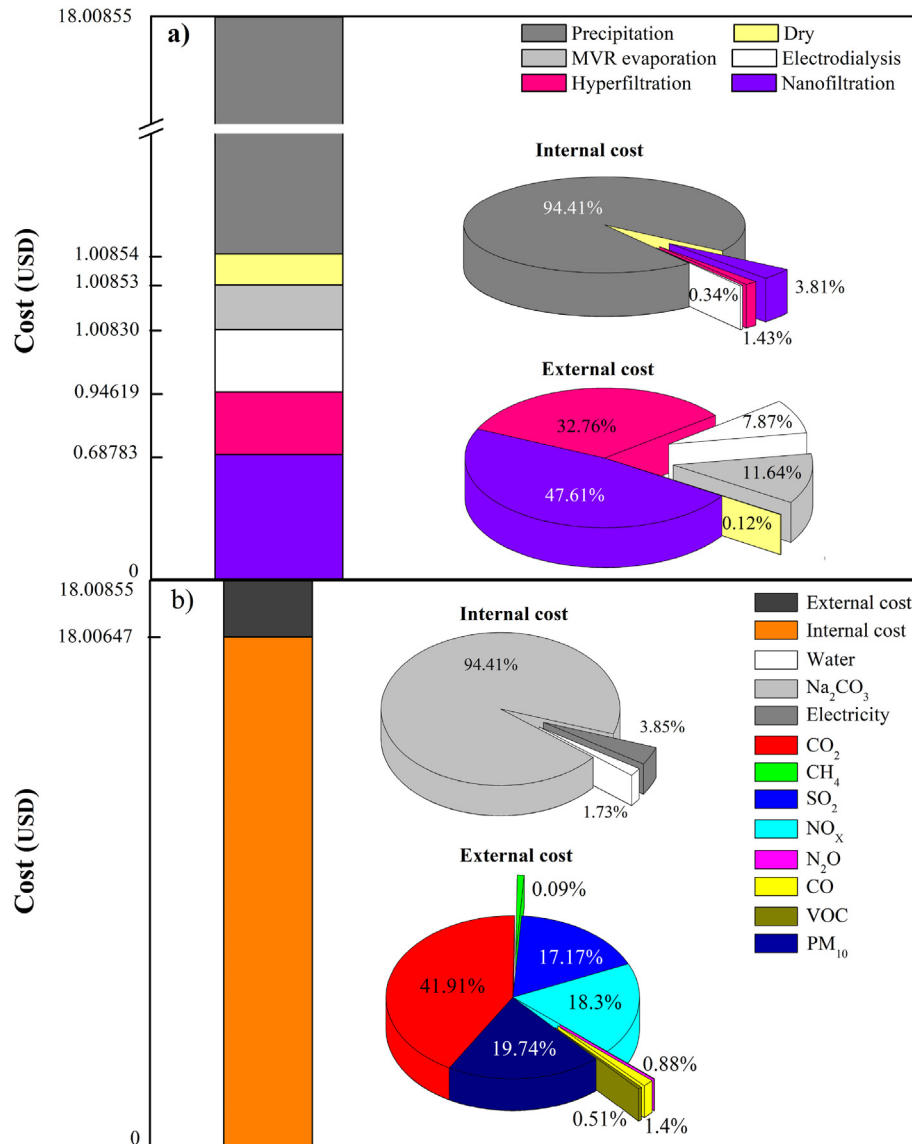 18.00855
a)
Precipitation
Dry
MVR evaporation
Electrodialysis
Hyperfiltration
Nanofiltration
Internal cost
94.41%
0.34%
3.81%
1.43%
Cost (USD)
1.00854
1.00853
1.00830
0.94619
0.68783
0
External cost
32.76%
7.87%
11.64%
47.61%
0.12%
18.00855
b)
18.00647
Cost (USD)
0
Internal cost
94.41%
3.85%
1.73%
External cost
0.09%
17.17%
41.91%
18.3%
19.74%
0.88%
0.51%
1.4%
External cost
Internal cost
Water
Na₂CO₃
Electricity
CO₂
CH₄
SO₂
NOₓ
N₂O
CO
VOC
PM₁₀